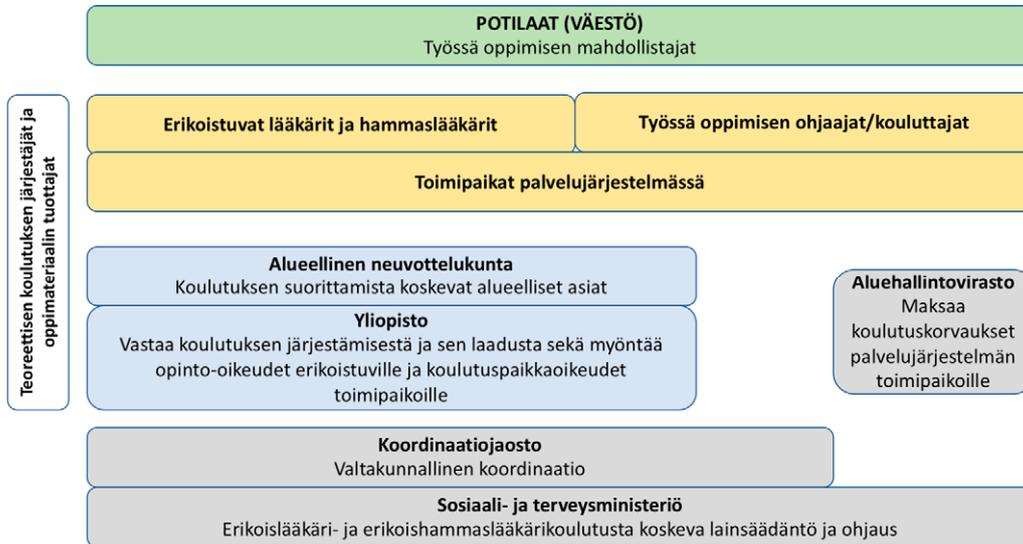 POTILAAT (VÄESTÖ)
Työssä oppimisen mahdollistajat
Teoreettisen koulutuksen järjestäjät ja
oppimateriaalin tuottajat
Erikoistuvat lääkärit ja hammaslääkärit
Työssä oppimisen ohjaajat/kouluttajat
Toimipaikat palvelujärjestelmässä
Alueellinen neuvottelukunta
Koulutuksen suorittamista koskevat alueelliset asiat
Yliopisto
Vastaa koulutuksen järjestämisestä ja sen laadusta sekä myöntää
opinto-oikeudet erikoistuville ja koulutuspaikkaoikeudet
toimipaikoille
Aluehallintovirasto
Maksaa
koulutuskorvaukset
palvelujärjestelmän
toimipaikoille
Koordinaatiojaosto
Valtakunnallinen koordinaatio
Sosiaali- ja terveysministeriö
Erikoislääkäri- ja erikoishammaslääkärikoulutusta koskeva lainsäädäntö ja ohjaus